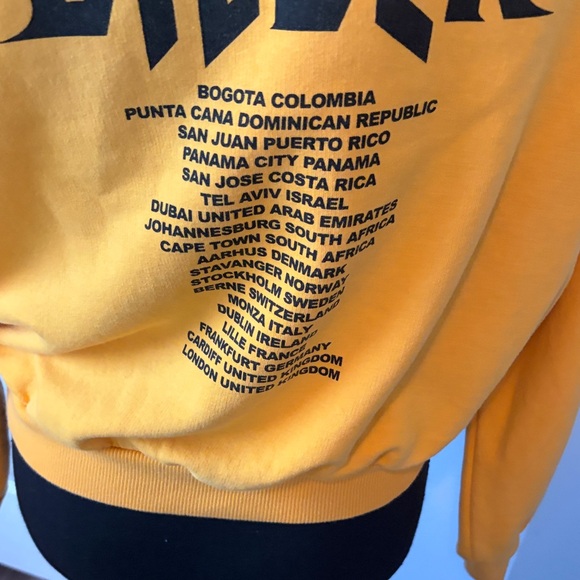 BOGOTA COLOMBIA
PUNTA CANA DOMINICAN REPUBLIC
SAN JUAN PUERTO RICO
PANAMA CITY PANAMA
SAN JOSE COSTA RICA
TEL AVIV ISRAEL
DUBAI UNITED ARAB EMIRATES
JOHANNESBURG SOUTH AFRICA
CAPE TOWN SOUTH AFRICA
AARHUS DENMARK
STAVANGER NORWAY
STOCKHOLM SWEDEN
BERNE SWITZERLAND
MONZA ITALY
DUBLIN IRELAND
LILLE FRANCE
FRANKFURT GERMANY
CARDIFF UNITED KINGDOM
LONDON UNITED KINGDOM